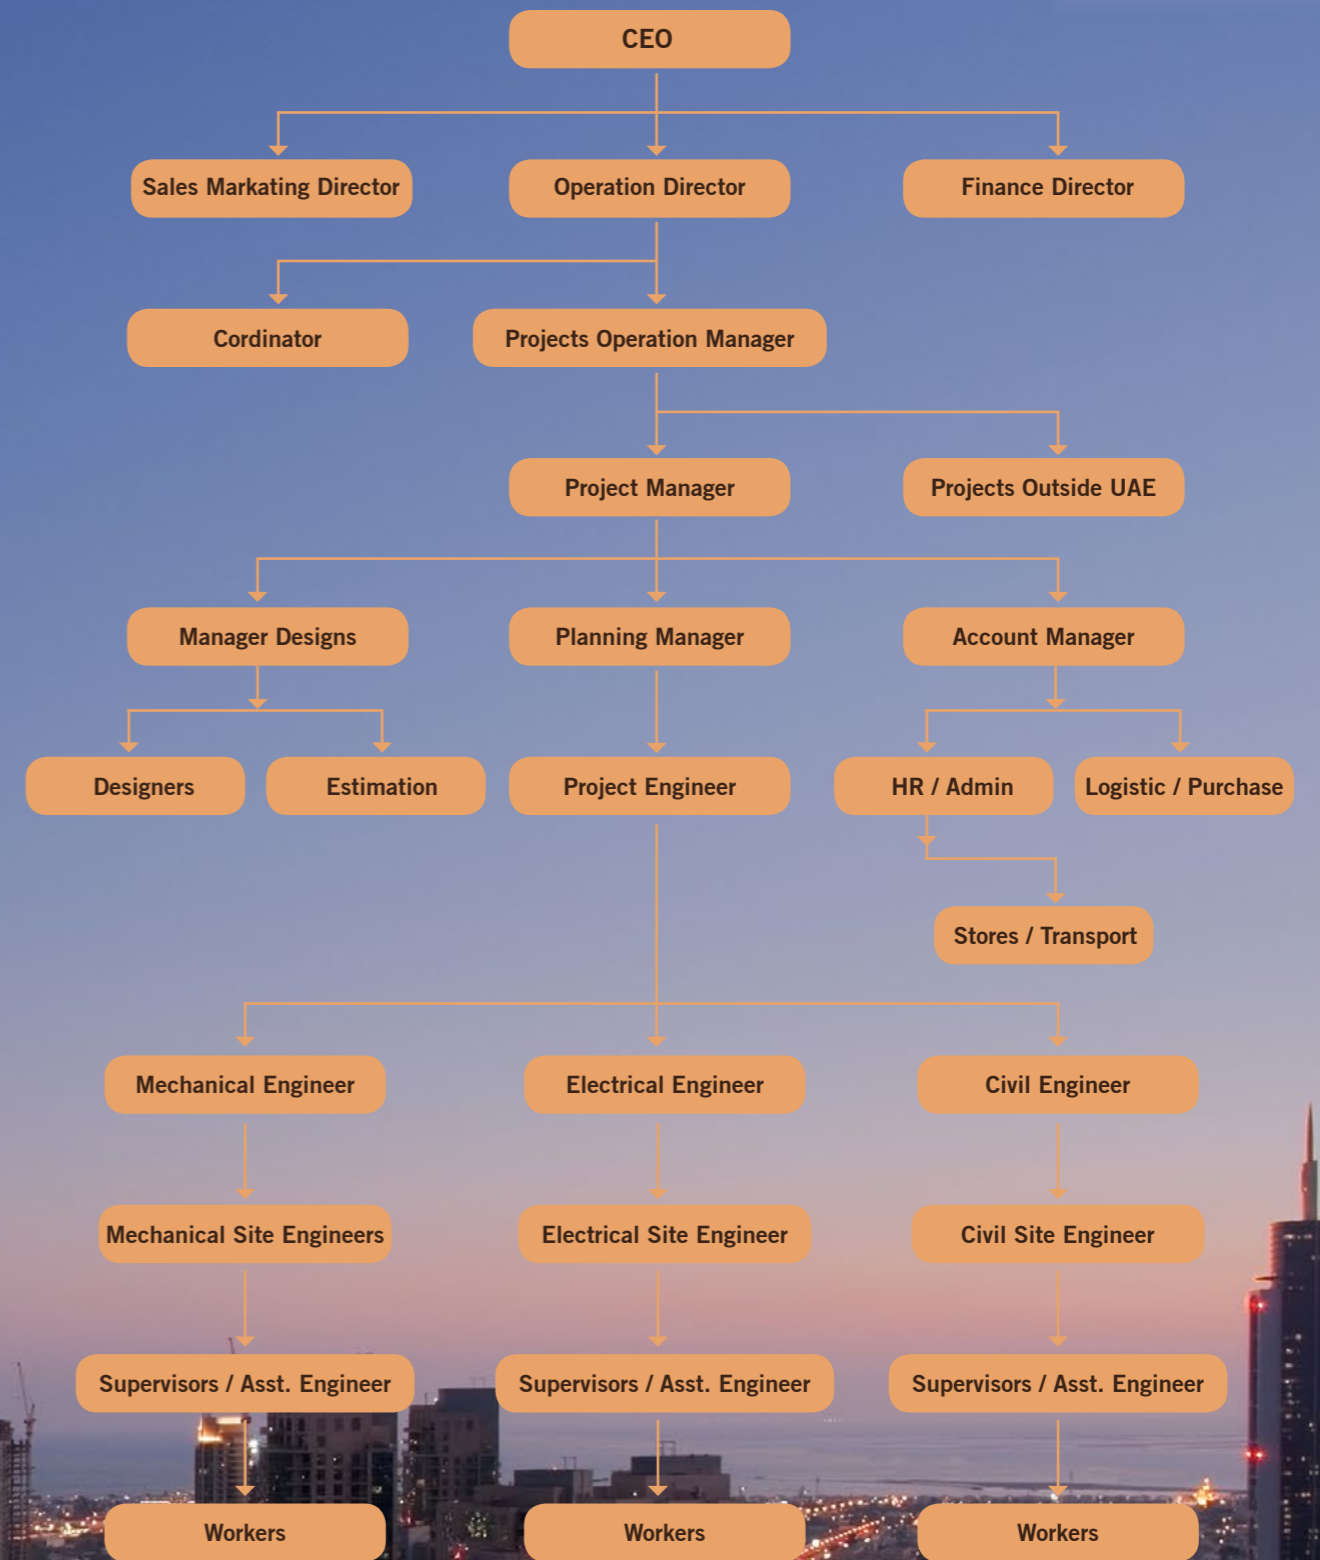 CEO
Sales Markating Director
Operation Director
Finance Director
Cordinator
Projects Operation Manager
Project Manager
Projects Outside UAE
Manager Designs
Planning Manager
Account Manager
Designers
Estimation
Project Engineer
HR / Admin
Logistic / Purchase
Stores / Transport
Mechanical Engineer
Electrical Engineer
Civil Engineer
Mechanical Site Engineers
Electrical Site Engineer
Civil Site Engineer
Supervisors / Asst. Engineer
Supervisors / Asst. Engineer
Supervisors / Asst. Engineer
Workers
Workers
Workers